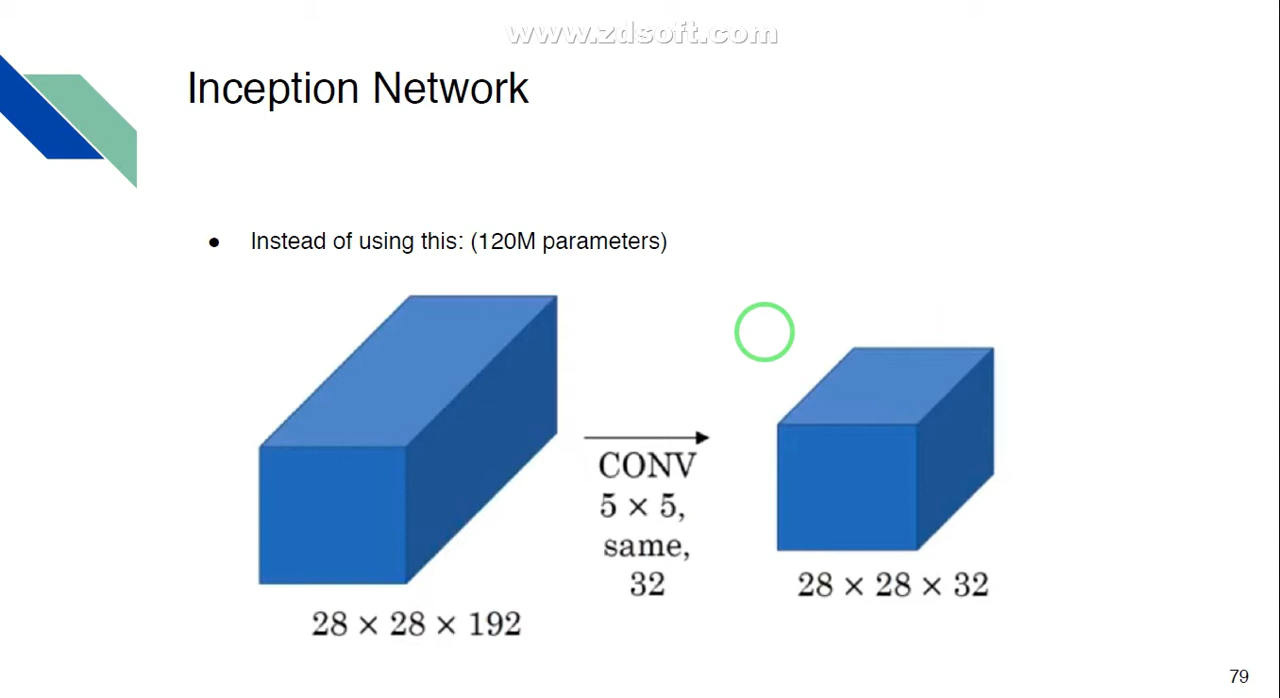 www.zdsoft.com
Inception Network
● Instead of using this: (120M parameters)
CONV
5 × 5,
same,
32
28 × 28 × 192
28 × 28 × 32
79